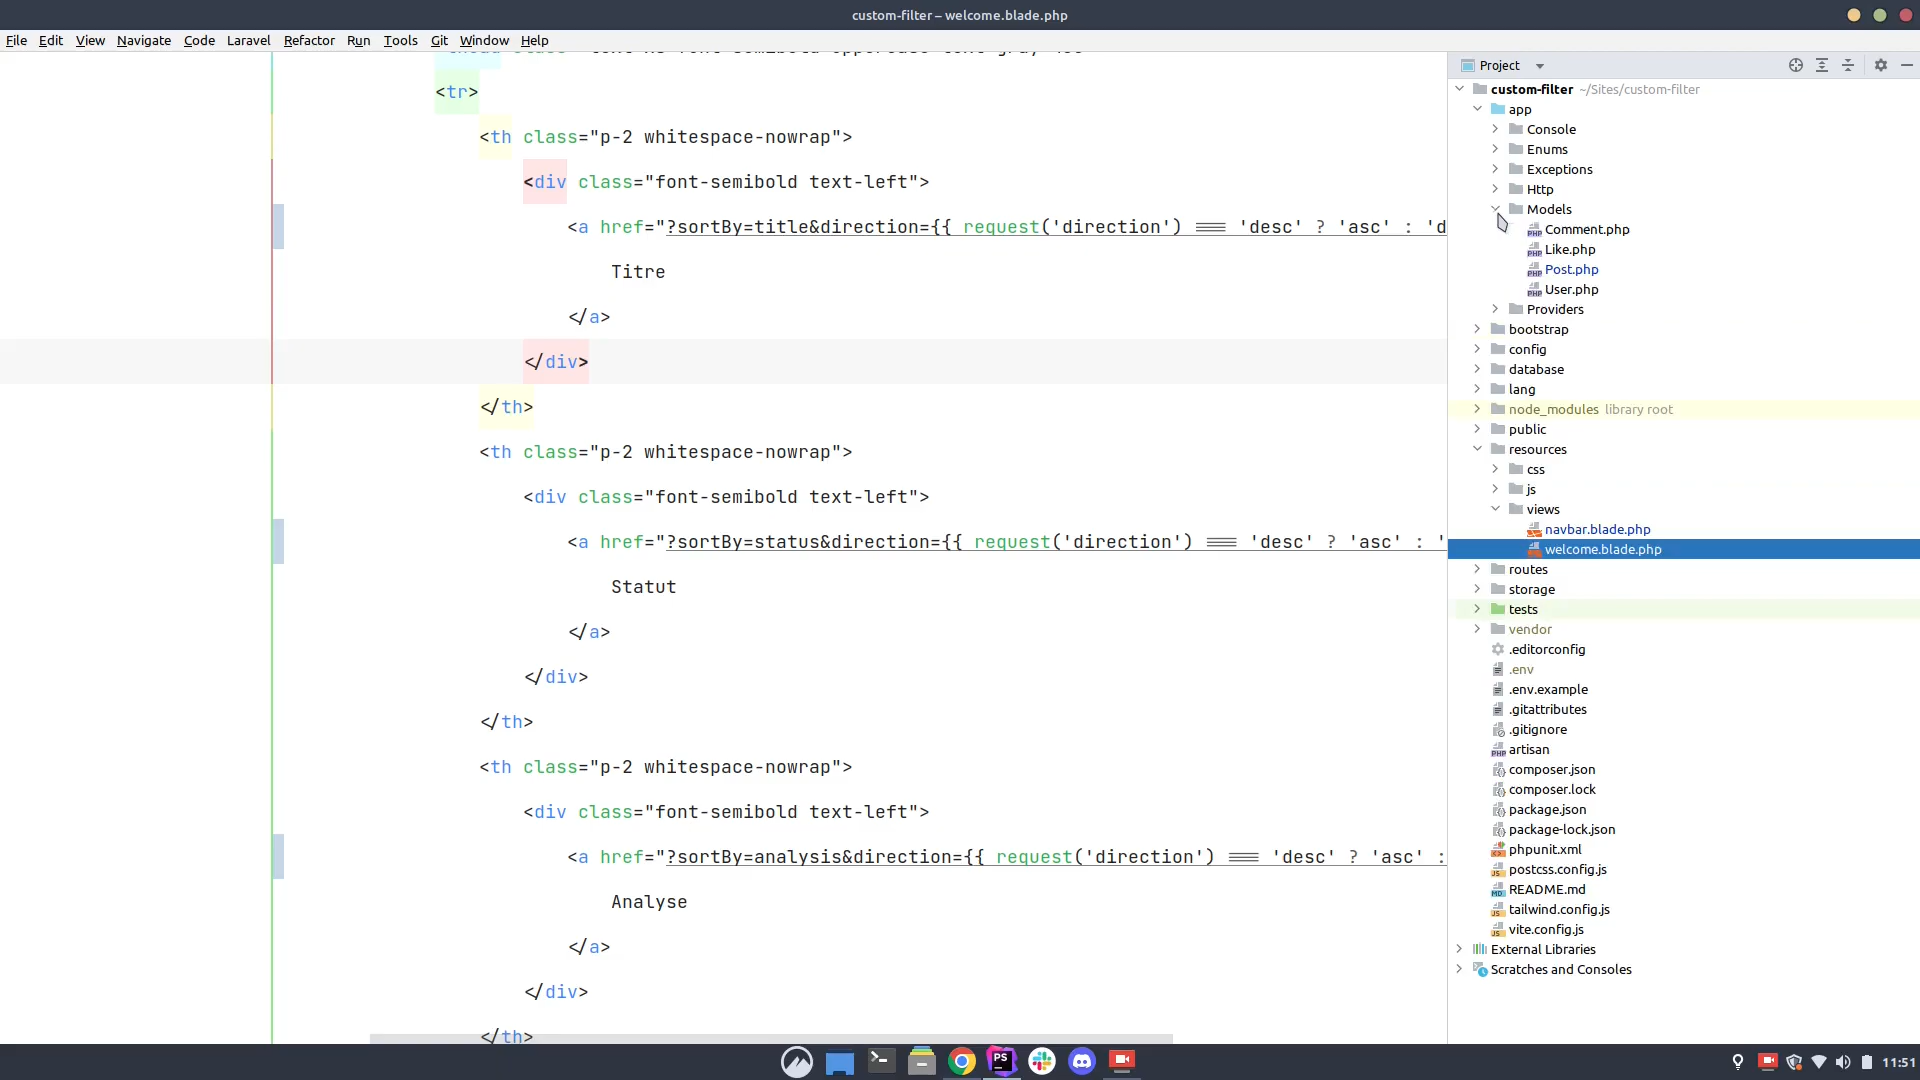 custom-filter – welcome.blade.php
File Edit View Navigate Code Laravel Refactor Run Tools Git Window Help
<tr>
<th class="p-2 whitespace-nowrap">
<div class="font-semibold text-left">
<a href="?sortBy=title&direction={{ request('direction') === 'desc' ? 'asc' : 'd
Titre
</a>
</div>
</th>
<th class="p-2 whitespace-nowrap">
<div class="font-semibold text-left">
<a href="?sortBy=status&direction={{ request('direction') === 'desc' ? 'asc' : '
Statut
</a>
</div>
</th>
<th class="p-2 whitespace-nowrap">
<div class="font-semibold text-left">
<a href="?sortBy=analysis&direction={{ request('direction') === 'desc' ? 'asc' :
Analyse
</a>
</div>
</th>
Project
custom-filter ~/Sites/custom-filter
app
Console
Enums
Exceptions
Http
Models
Comment.php
Like.php
Post.php
User.php
Providers
bootstrap
config
database
lang
node_modules library root
public
resources
css
js
views
navbar.blade.php
welcome.blade.php
routes
storage
tests
vendor
.editorconfig
.env
.env.example
.gitattributes
.gitignore
artisan
composer.json
composer.lock
package.json
package-lock.json
phpunit.xml
postcss.config.js
README.md
tailwind.config.js
vite.config.js
External Libraries
Scratches and Consoles
PS
11:51